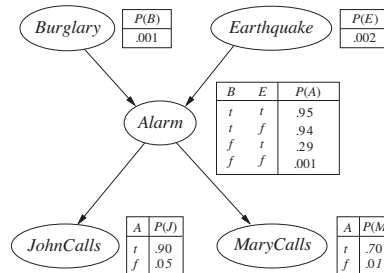 Burglary
P(B)
.001
Earthquake
P(E)
.002
Alarm
B E P(A)
t t .95
t f .94
f t .29
f f .001
JohnCalls
A P(J)
t .90
f .05
MaryCalls
A P(M
t .70
f .01